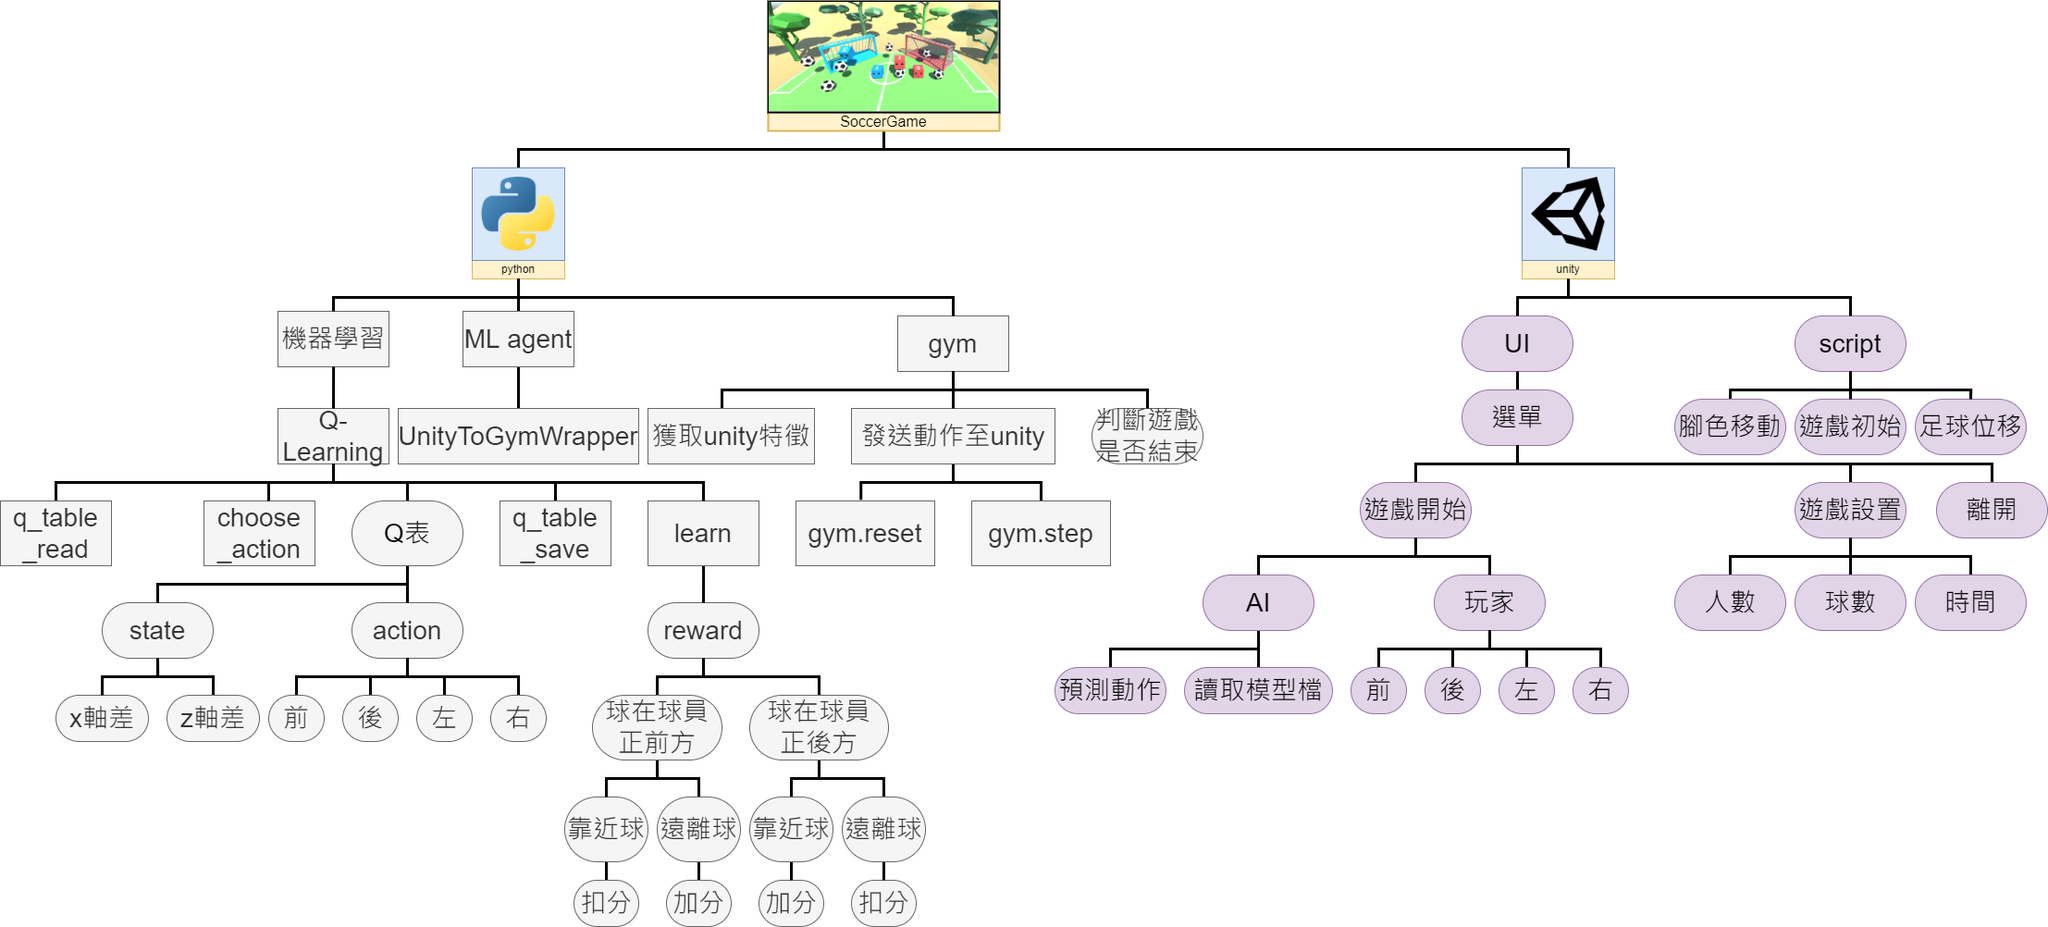 SoccerGame
python
unity
機器學習
ML agent
gym
UI
script
Q-
Learning
UnityToGymWrapper
獲取unity特徵
發送動作至unity
判斷遊戲
是否結束
選單
腳色移動
遊戲初始
足球位移
q_table
_read
choose
_action
Q表
q_table
_save
learn
gym.reset
gym.step
遊戲開始
遊戲設置
離開
state
action
reward
AI
玩家
人數
球數
時間
x軸差
z軸差
前
後
左
右
球在球員
正前方
球在球員
正後方
預測動作
讀取模型檔
前
後
左
右
靠近球
遠離球
靠近球
遠離球
扣分
加分
加分
扣分